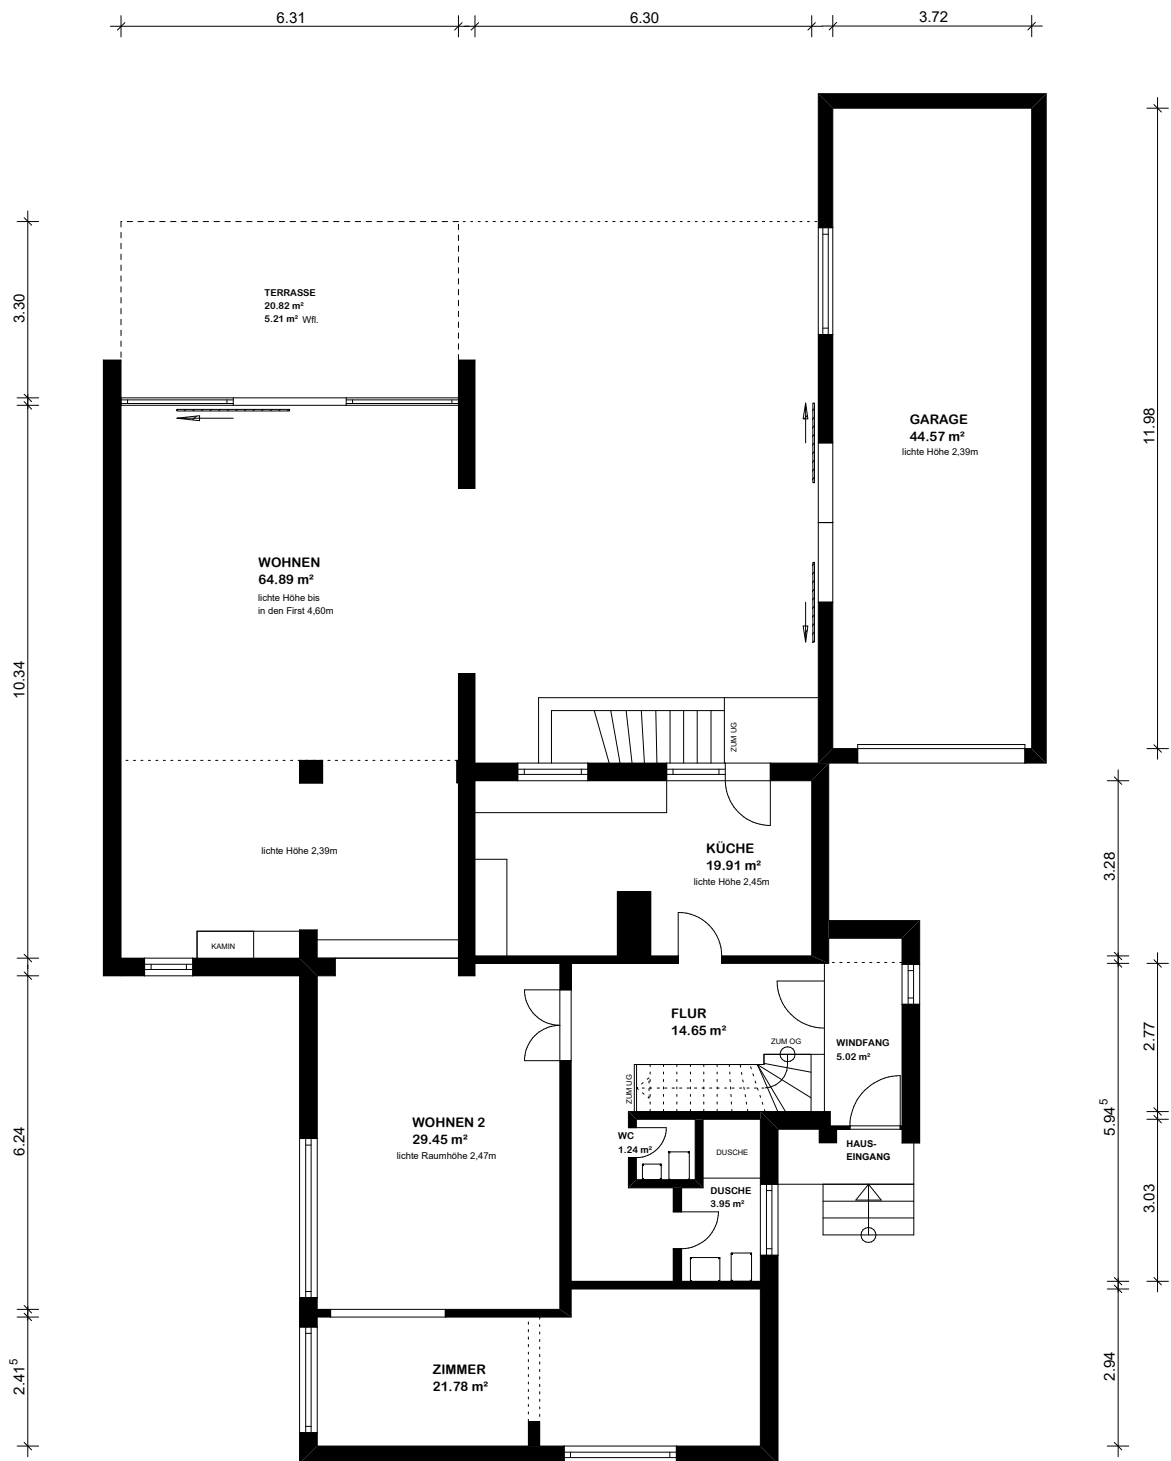 6.31
6.30
3.72
3.30
TERRASSE
20.82 m²
5.21 m² Wfl.
11.98
GARAGE
44.57 m²
lichte Höhe 2,39m
WOHNEN
64.89 m²
lichte Höhe bis
in den First 4,60m
10.34
ZUM UG
lichte Höhe 2,39m
KÜCHE
19.91 m²
lichte Höhe 2,45m
3.28
KAMIN
FLUR
14.65 m²
ZUM OG
WINDFANG
5.02 m²
2.77
ZUM UG
5.94⁵
6.24
WOHNEN 2
29.45 m²
lichte Raumhöhe 2,47m
WC
1.24 m²
DUSCHE
HAUS-
EINGANG
DUSCHE
3.95 m²
3.03
2.41⁵
ZIMMER
21.78 m²
2.94